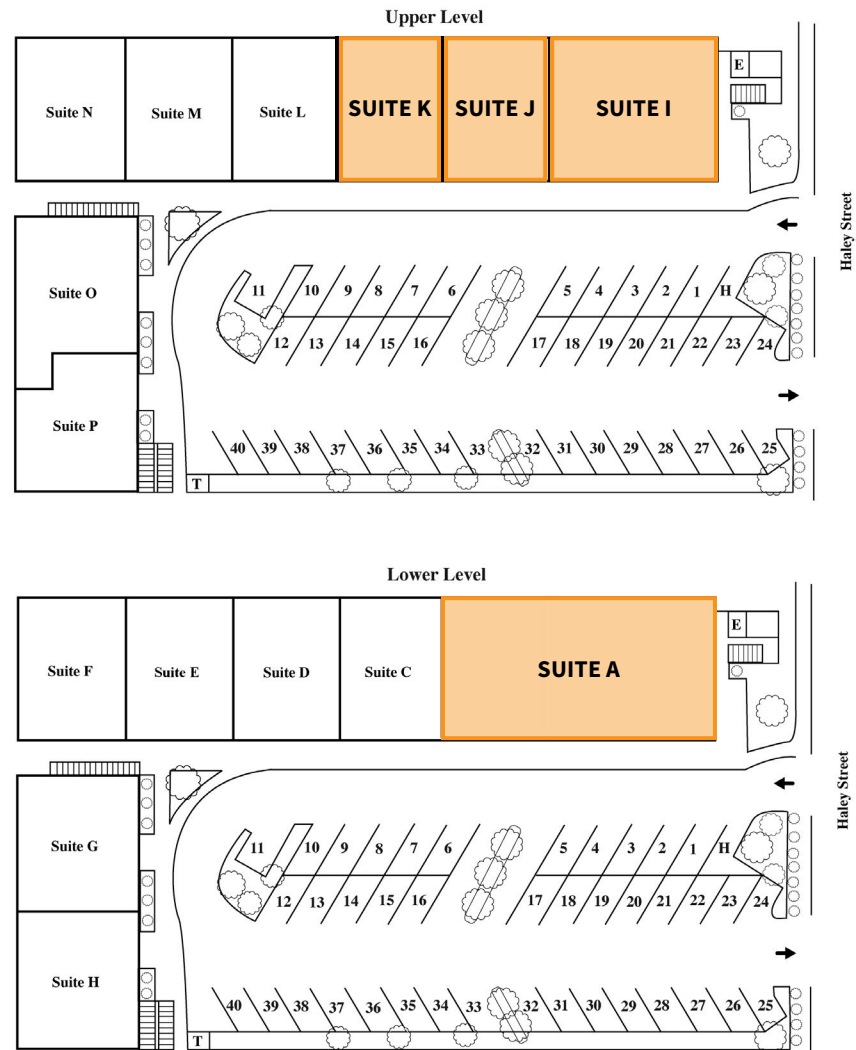 Upper Level
Suite N
Suite M
Suite L
SUITE K
SUITE J
SUITE I
E
Haley Street
Suite O
Suite P
11 10 9 8 7 6 5 4 3 2 1 H
12 13 14 15 16 17 18 19 20 21 22 23 24
40 39 38 37 36 35 34 33 32 31 30 29 28 27 26 25
T
Lower Level
Suite F
Suite E
Suite D
Suite C
SUITE A
E
Haley Street
Suite G
Suite H
11 10 9 8 7 6 5 4 3 2 1 H
12 13 14 15 16 17 18 19 20 21 22 23 24
40 39 38 37 36 35 34 33 32 31 30 29 28 27 26 25
T